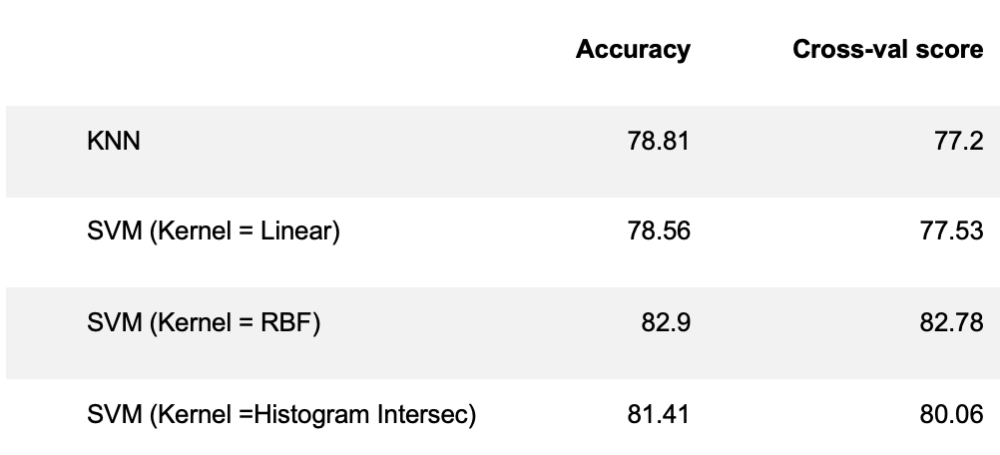 Accuracy Cross-val score
KNN 78.81 77.2
SVM (Kernel = Linear) 78.56 77.53
SVM (Kernel = RBF) 82.9 82.78
SVM (Kernel =Histogram Intersec) 81.41 80.06